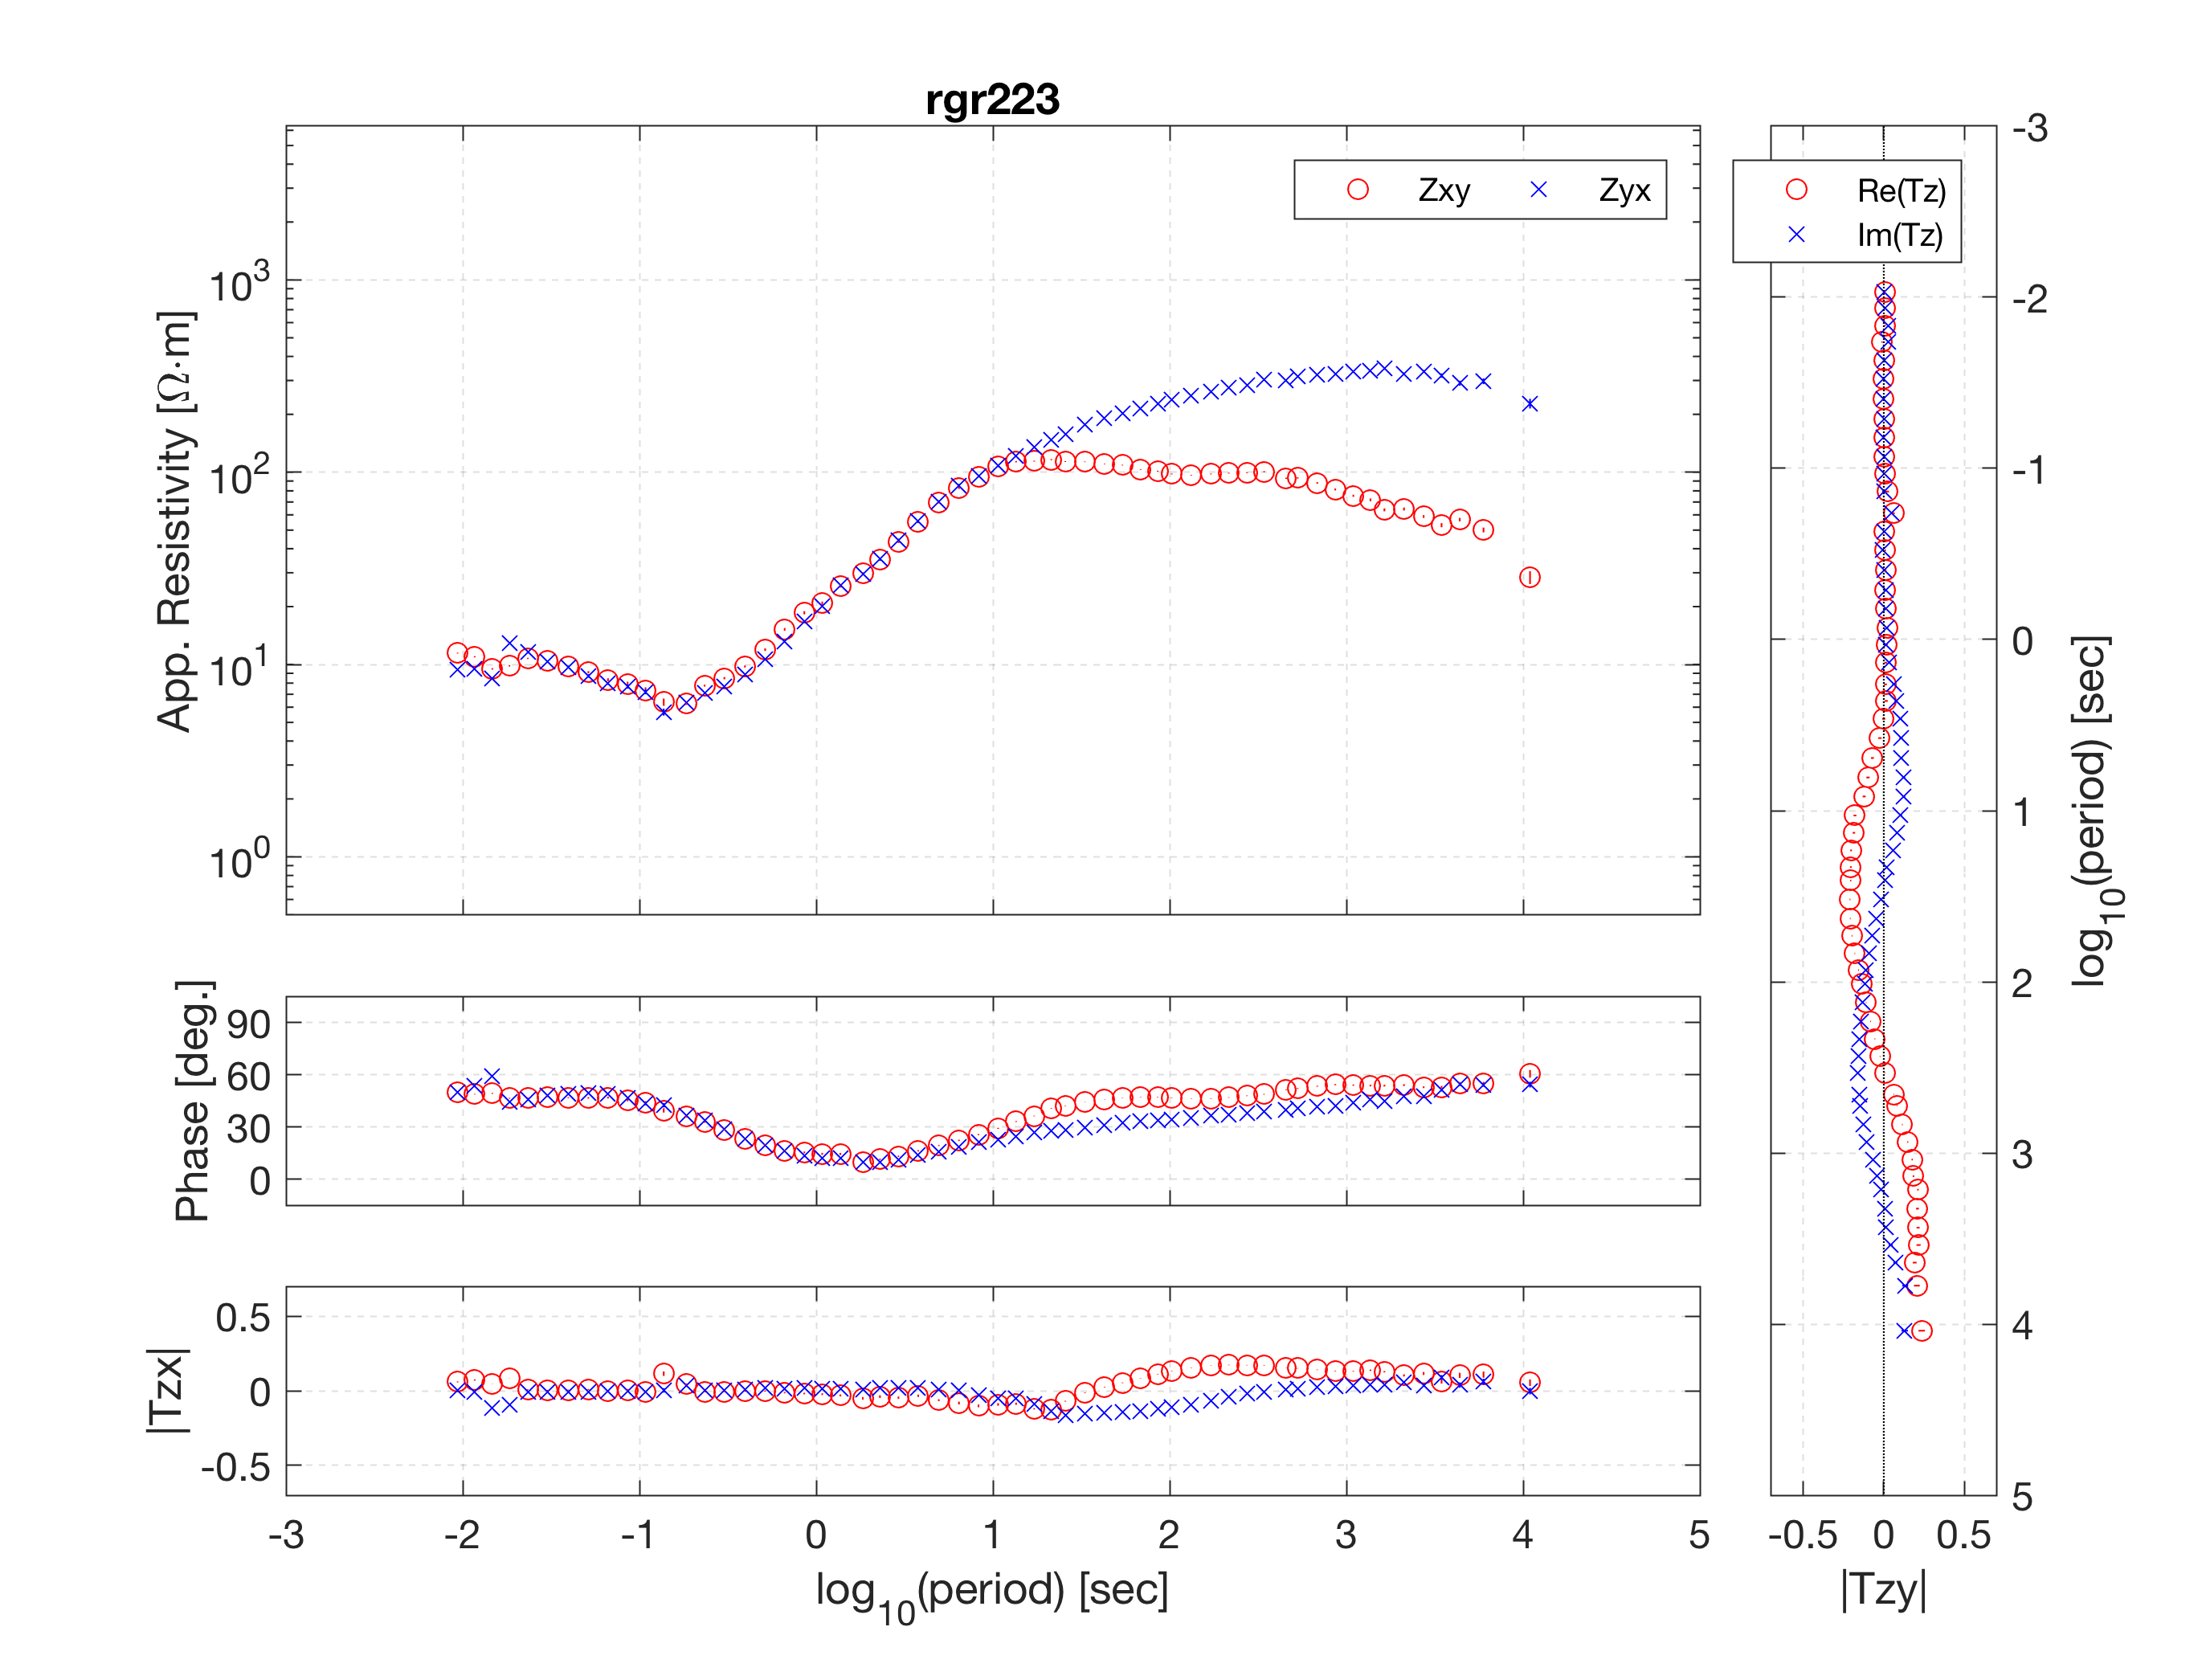 rgr223
Zxy Zyx
Re(Tz)
Im(Tz)
App. Resistivity [Ω·m]
10^3
10^2
10^1
10^0
Phase [deg.]
90
60
30
0
|Tzx|
0.5
0
-0.5
-3 -2 -1 0 1 2 3 4 5
log10(period) [sec]
-3
-2
-1
0
1
2
3
4
5
log10(period) [sec]
-0.5 0 0.5
|Tzy|